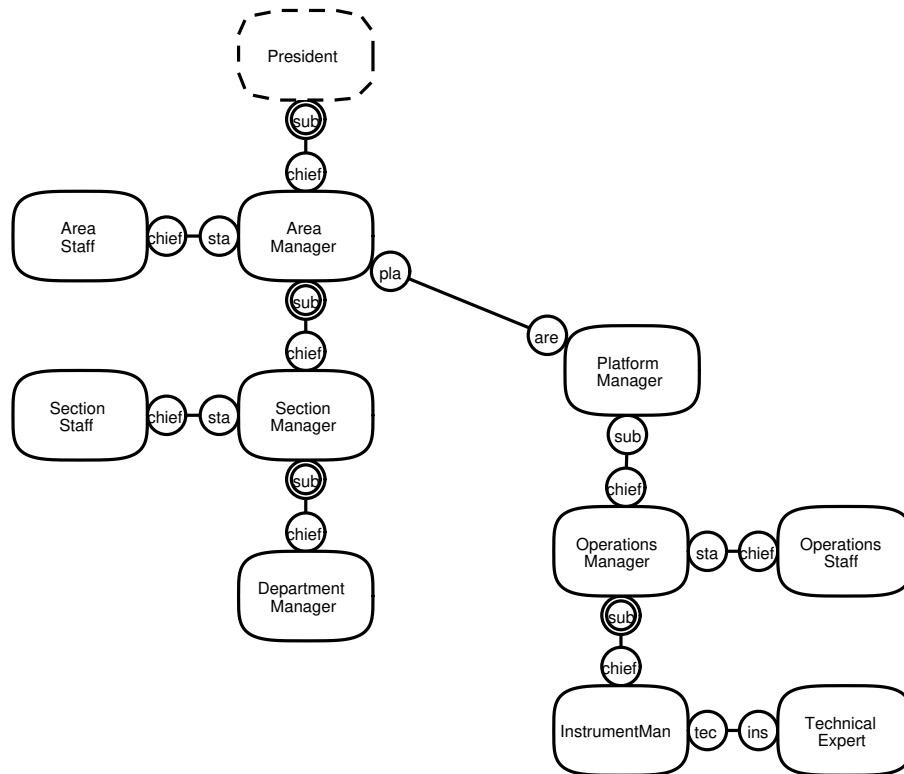 President
sub
chief
Area
Staff
chief
sta
Area
Manager
pla
sub
are
Platform
Manager
chief
Section
Staff
chief
sta
Section
Manager
sub
sub
chief
chief
Department
Manager
Operations
Manager
sta
chief
Operations
Staff
sub
chief
InstrumentMan
tec
ins
Technical
Expert